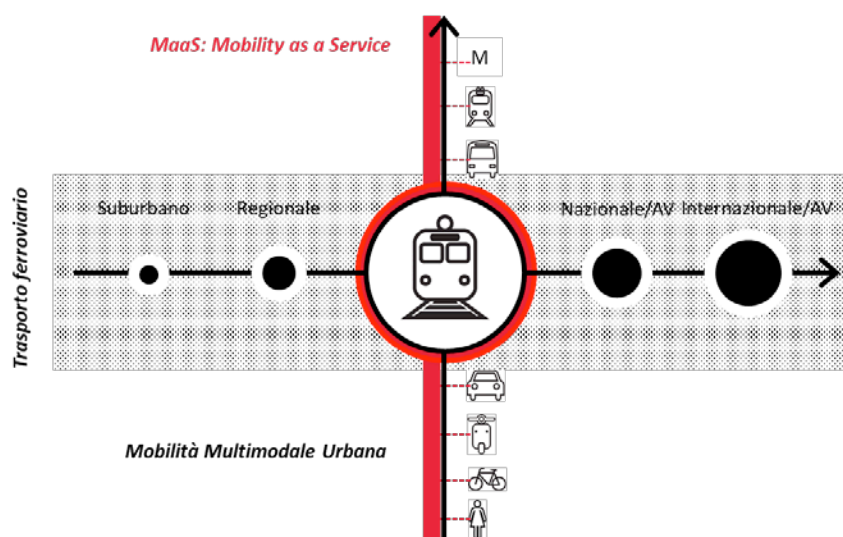 MaaS: Mobility as a Service
M
Suburbano
Regionale
Nazionale/AV
Internazionale/AV
Trasporto ferroviario
Mobilità Multimodale Urbana